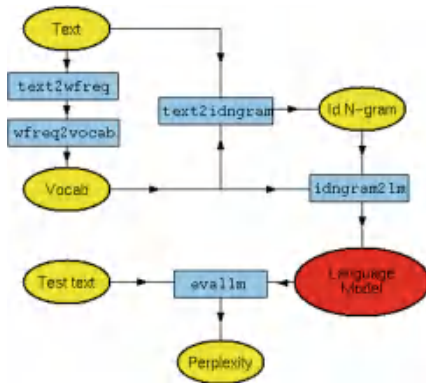 Text
text2wfreq
text2idngram
Id N-gram
wfreq2vocab
Vocab
idngram2lm
Test text
evallm
Language
Model
Perplexity